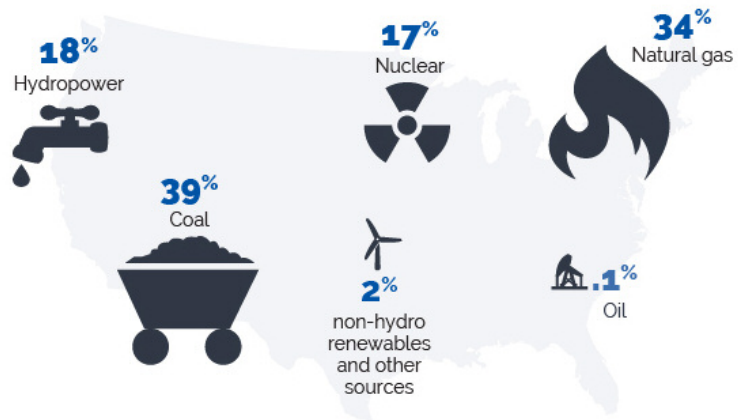 18%
Hydropower
17%
Nuclear
34%
Natural gas
39%
Coal
2%
non-hydro
renewables
and other
sources
.1%
Oil